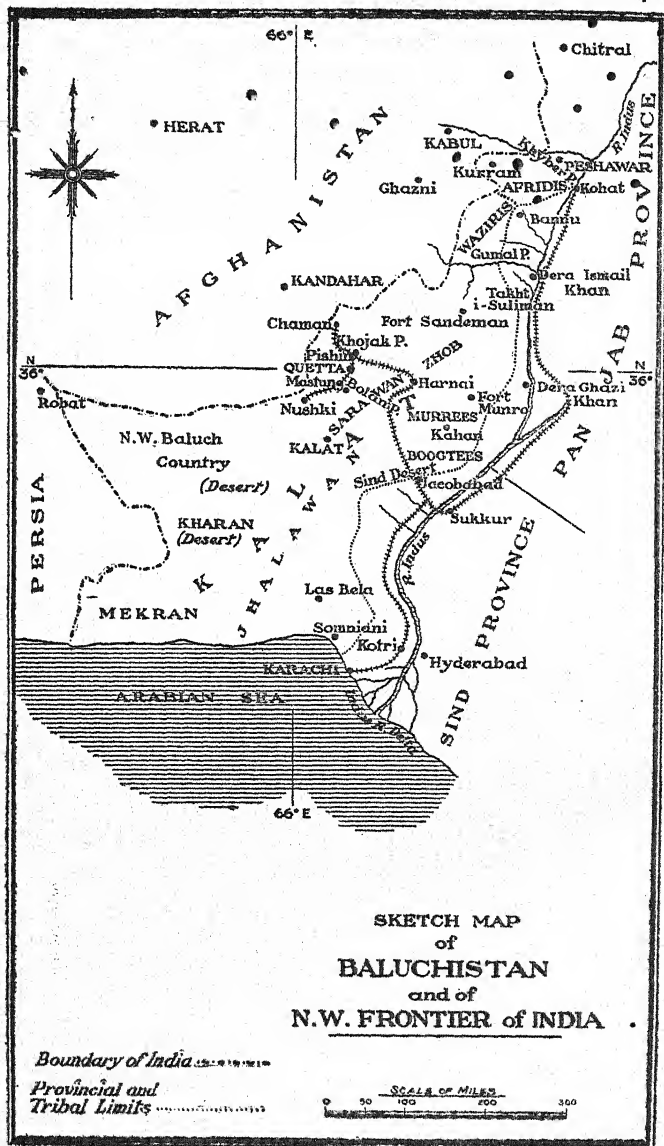 66° E
Chitral
HERAT
R. Indus
KABUL
Khyber P.
PESHAWAR
Kurram
Ghazni
AFRIDIS
Kohat
AFGHANISTAN
Bannu
WAZIRIS
Gumal P.
KANDAHAR
Dera Ismail
Khan
Takht
i-Suliman
Chaman
Fort Sandeman
Khojak P.
Pishin
ZHOB
PANJAB PROVINCE
N
36°
N
36°
QUETTA
Mastung
Bolan P.
Harnai
Dera Ghazi
Khan
Robat
Nushki
SARAWAN
Fort
Munro
MURREES
Kahan
N.W. Baluch
Country
(Desert)
KALAT
BOOGTEES
Sind Desert
Jacobabad
KHARAN
(Desert)
Sukkur
PERSIA
KALAT
JHALAWAN
R. Indus
Las Bela
MEKRAN
SIND PROVINCE
Somniani
Kotri
Hyderabad
KARACHI
ARABIAN SEA
Indus R. Delta
66° E
SKETCH MAP
of
BALUCHISTAN
and of
N.W. FRONTIER of INDIA
Boundary of India
Provincial and
Tribal Limits
SCALE OF MILES
0 50 100 200 300